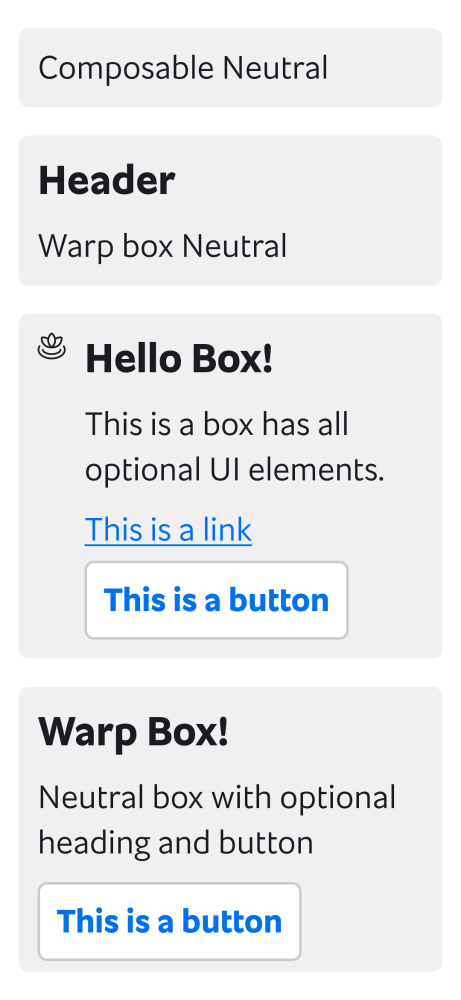 Composable Neutral
Header
Warp box Neutral
Hello Box!
This is a box has all
optional UI elements.
This is a link
This is a button
Warp Box!
Neutral box with optional
heading and button
This is a button